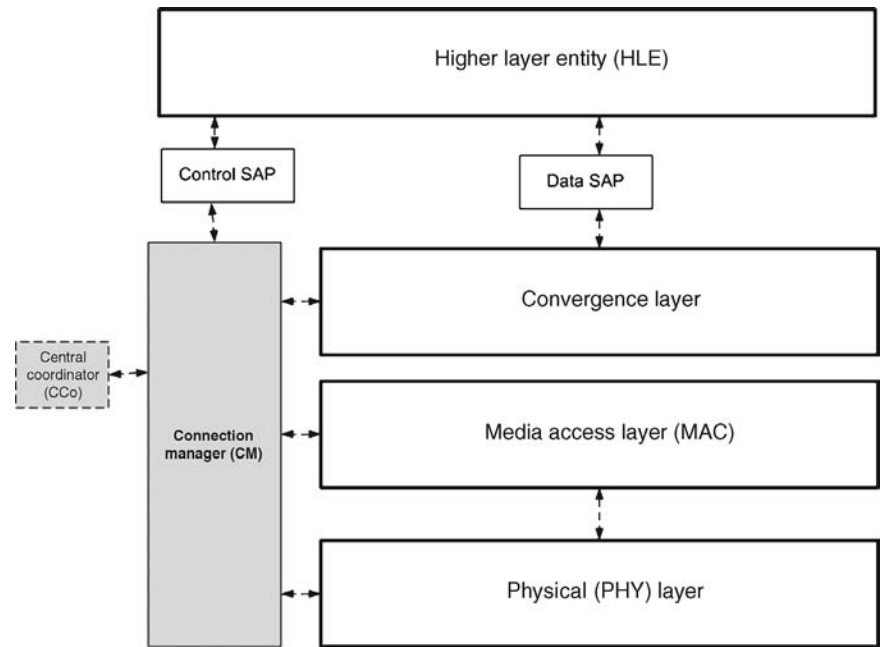 Higher layer entity (HLE)
Control SAP
Data SAP
Convergence layer
Central
coordinator
(CCo)
Media access layer (MAC)
Connection
manager (CM)
Physical (PHY) layer